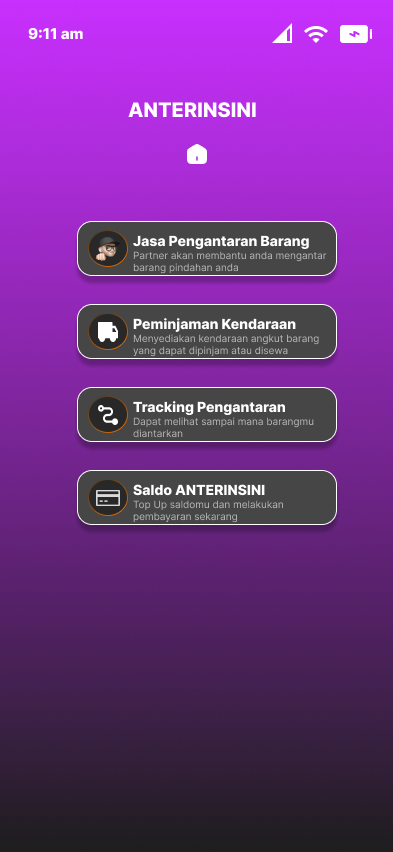 9:11 am
ANTERINSINI
Jasa Pengantaran Barang
Partner akan membantu anda mengantar
barang pindahan anda
Peminjaman Kendaraan
Menyediakan kendaraan angkut barang
yang dapat dipinjam atau disewa
Tracking Pengantaran
Dapat melihat sampai mana barangmu
diantarkan
Saldo ANTERINSINI
Top Up saldomu dan melakukan
pembayaran sekarang